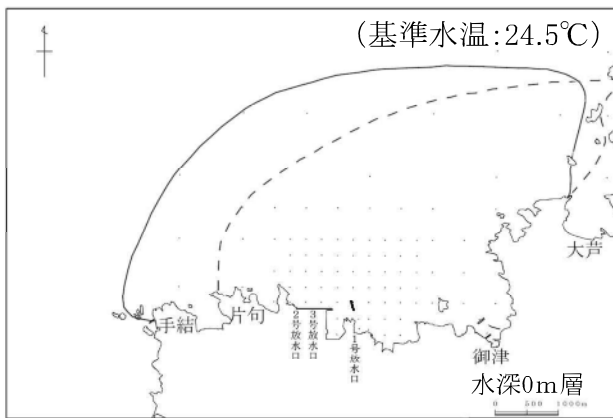 (基準水温:24.5℃)
大芦
手結
片句
2号放水口
3号放水口
1号放水口
御津
水深0m層
0 500 1000m